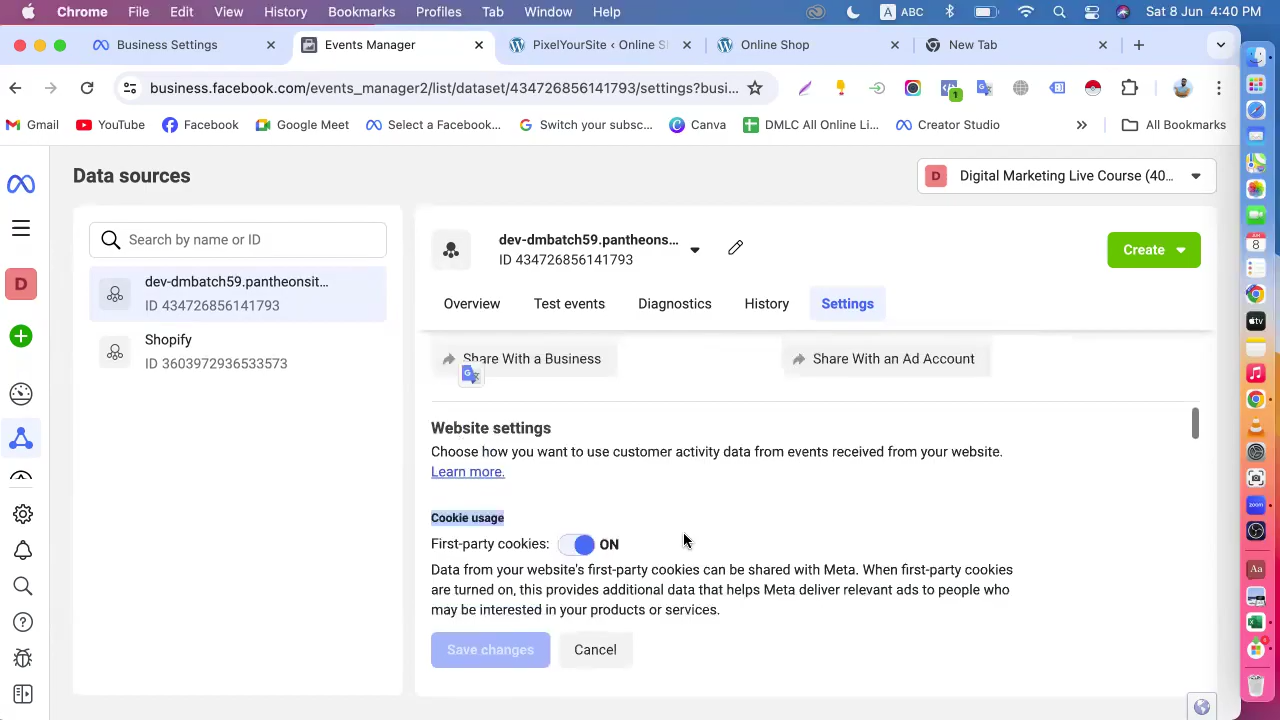 Chrome File Edit View History Bookmarks Profiles Tab Window Help A ABC Sat 8 Jun 4:40 PM
Business Settings Events Manager PixelYourSite ‹ Online S Online Shop New Tab
business.facebook.com/events_manager2/list/dataset/434726856141793/settings?busi...
1
Gmail YouTube Facebook Google Meet Select a Facebook... Switch your subsc... Canva DMLC All Online Li... Creator Studio » All Bookmarks
Data sources
D Digital Marketing Live Course (40...
Search by name or ID
dev-dmbatch59.pantheonsit...
ID 434726856141793
Shopify
ID 3603972936533573
D
dev-dmbatch59.pantheons...
ID 434726856141793
Create
Overview Test events Diagnostics History Settings
Share With a Business Share With an Ad Account
Website settings
Choose how you want to use customer activity data from events received from your website.
Learn more.
Cookie usage
First-party cookies: ON
Data from your website's first-party cookies can be shared with Meta. When first-party cookies
are turned on, this provides additional data that helps Meta deliver relevant ads to people who
may be interested in your products or services.
Save changes Cancel
8
tv
zoom
Aa